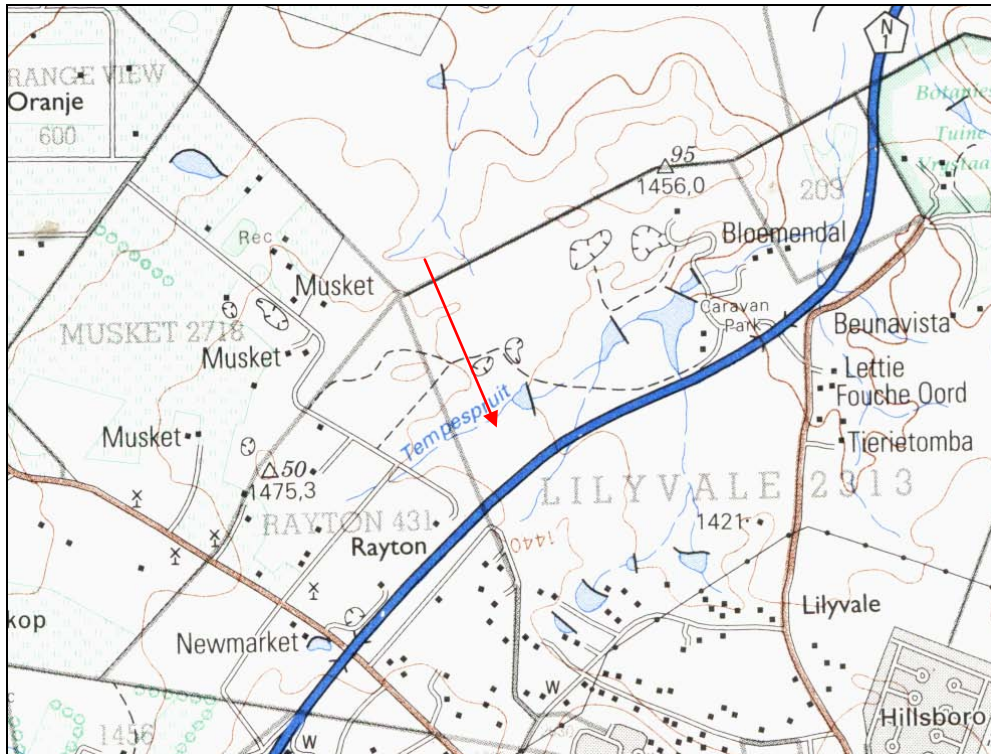 N
1
RANGE VIEW
Oranje
600
Botanies
Tuine
Vrystaa
95
1456,0
203
Rec
Bloemendal
Musket
Caravan
Park
Beunavista
MUSKET 2718
Musket
Lettie
Fouche Oord
Tempespruit
Musket
Tierietomba
50
1475,3
LILYVALE 2313
RAYTON 431
1421
Rayton
1440
Lilyvale
kop
Newmarket
W
Hillsboro
1456
W